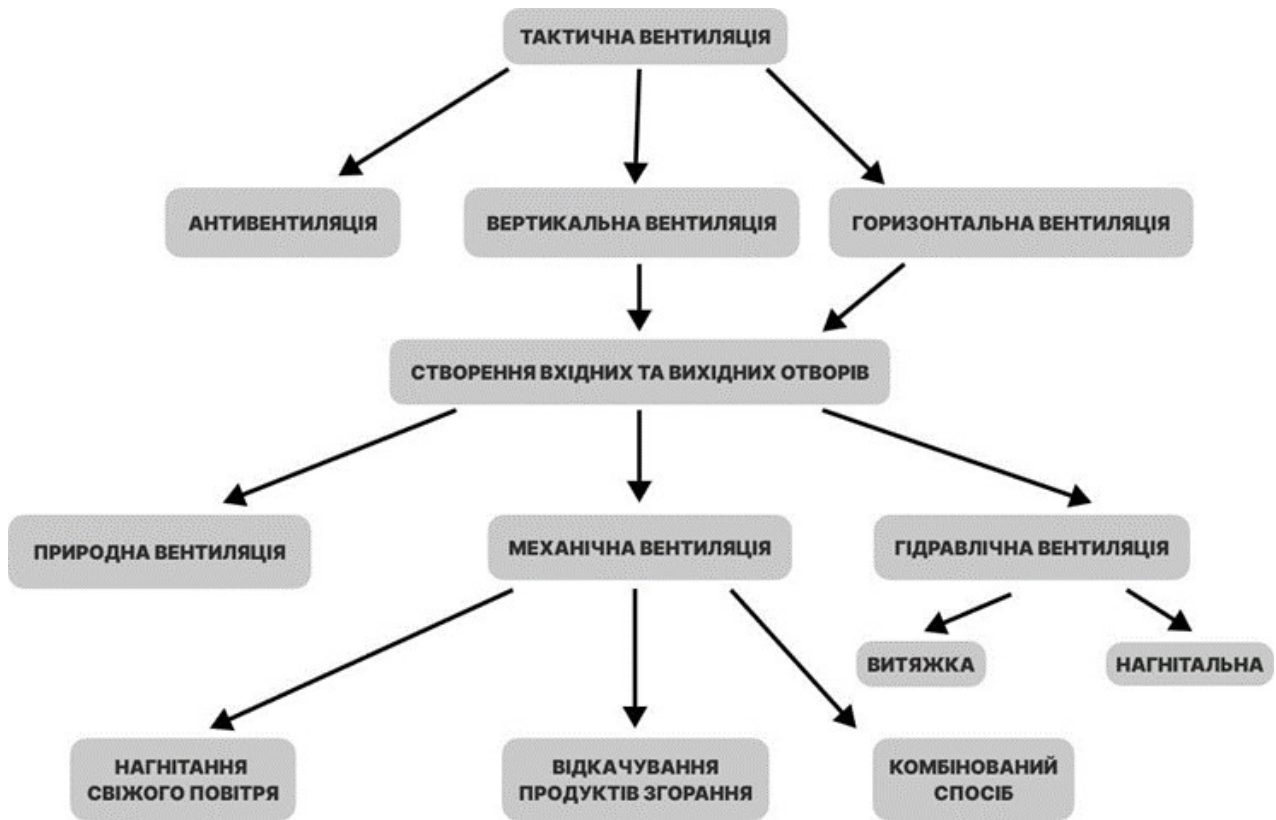 ТАКТИЧНА ВЕНТИЛЯЦІЯ
АНТИВЕНТИЛЯЦІЯ
ВЕРТИКАЛЬНА ВЕНТИЛЯЦІЯ
ГОРИЗОНТАЛЬНА ВЕНТИЛЯЦІЯ
СТВОРЕННЯ ВХІДНИХ ТА ВИХІДНИХ ОТВОРІВ
ПРИРОДНА ВЕНТИЛЯЦІЯ
МЕХАНІЧНА ВЕНТИЛЯЦІЯ
ГІДРАВЛІЧНА ВЕНТИЛЯЦІЯ
ВИТЯЖКА
НАГНІТАЛЬНА
НАГНІТАННЯ
СВІЖОГО ПОВІТРЯ
ВІДКАЧУВАННЯ
ПРОДУКТІВ ЗГОРАННЯ
КОМБІНОВАНИЙ
СПОСІБ